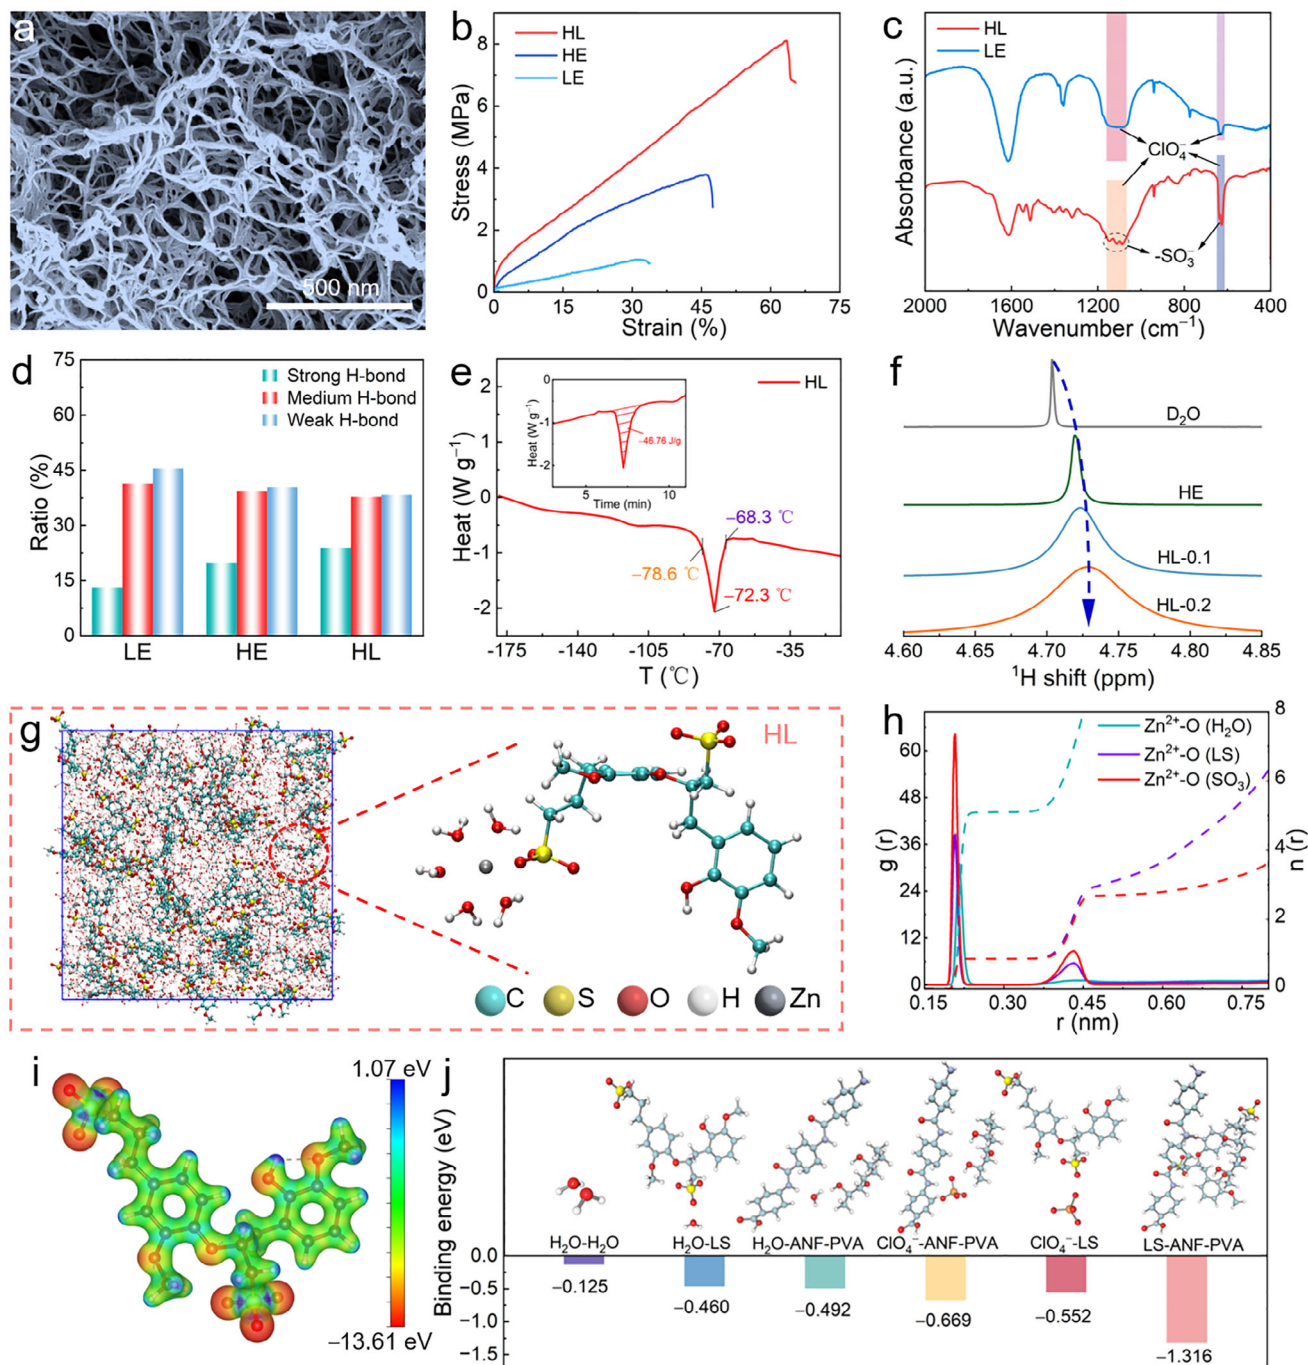 a
500 nm
b
HL
HE
LE
Stress (MPa)
8
6
4
2
0
0 15 30 45 60 75
Strain (%)
c
HL
LE
Absorbance (a.u.)
ClO₄⁻
-SO₃⁻
2000 1600 1200 800 400
Wavenumber (cm⁻¹)
d
Strong H-bond
Medium H-bond
Weak H-bond
Ratio (%)
75
60
45
30
15
0
LE HE HL
e
HL
Heat (W g⁻¹)
2
1
0
-1
-2
0
-1
-2
Heat (W g⁻¹)
−46.76 J/g
5 10
Time (min)
−68.3 ℃
−78.6 ℃
−72.3 ℃
-175 -140 -105 -70 -35
T (℃)
f
D₂O
HE
HL-0.1
HL-0.2
4.60 4.65 4.70 4.75 4.80 4.85
¹H shift (ppm)
g
HL
C S O H Zn
h
Zn²⁺-O (H₂O)
Zn²⁺-O (LS)
Zn²⁺-O (SO₃)
g (r)
60
48
36
24
12
0
n (r)
8
6
4
2
0
0.15 0.30 0.45 0.60 0.75
r (nm)
i
1.07 eV
−13.61 eV
j
Binding energy (eV)
0.0
−0.5
−1.0
−1.5
H₂O-H₂O H₂O-LS H₂O-ANF-PVA ClO₄⁻-ANF-PVA ClO₄⁻-LS LS-ANF-PVA
−0.125
−0.460
−0.492
−0.669
−0.552
−1.316